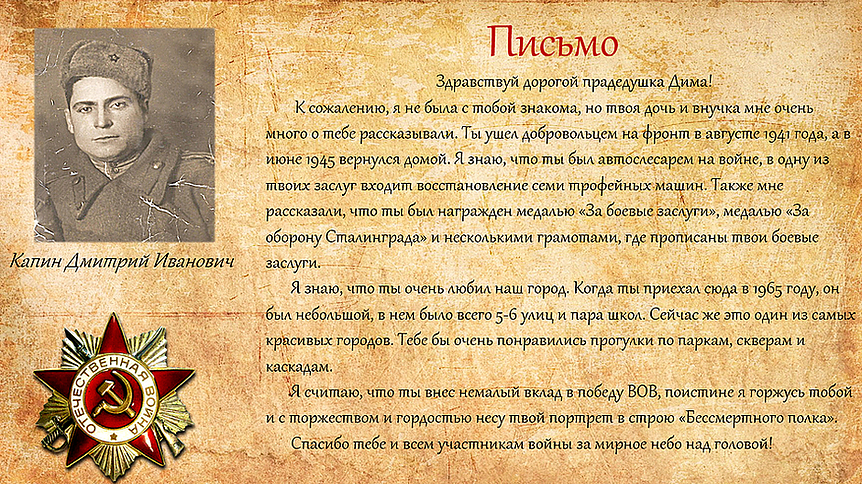 Письмо
Здравствуй дорогой прадедушка Дима!
К сожалению, я не была с тобой знакома, но твоя дочь и внучка мне очень
много о тебе рассказывали. Ты ушел добровольцем на фронт в августе 1941 года, а в
июне 1945 вернулся домой. Я знаю, что ты был автослесарем на войне, в одну из
твоих заслуг входит восстановление семи трофейных машин. Также мне
рассказали, что ты был награжден медалью «За боевые заслуги», медалью «За
оборону Сталинграда» и несколькими грамотами, где прописаны твои боевые
заслуги.
Я знаю, что ты очень любил наш город. Когда ты приехал сюда в 1965 году, он
был небольшой, в нем было всего 5-6 улиц и пара школ. Сейчас же это один из самых
красивых городов. Тебе бы очень понравились прогулки по паркам, скверам и
каскадам.
Я считаю, что ты внес немалый вклад в победу ВОВ, поистине я горжусь тобой
и с торжеством и гордостью несу твой портрет в строю «Бессмертного полка».
Спасибо тебе и всем участникам войны за мирное небо над головой!
Капин Дмитрий Иванович
ОТЕЧЕСТВЕННАЯ ВОЙНА